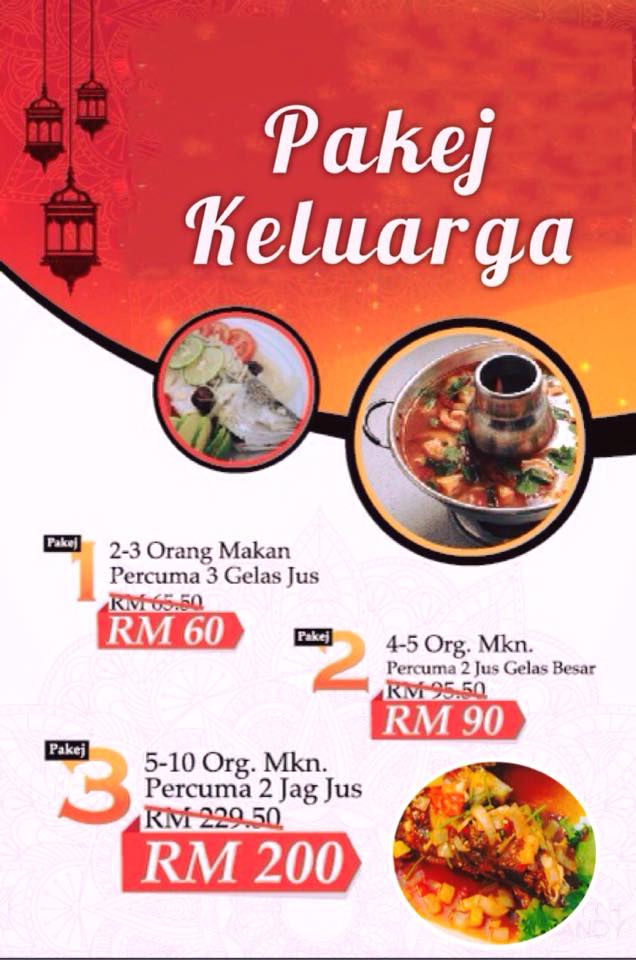 Pakej
Keluarga
Pakej
1
2-3 Orang Makan
Percuma 3 Gelas Jus
RM 65.50
RM 60
Pakej
2
4-5 Org. Mkn.
Percuma 2 Jus Gelas Besar
RM 95.50
RM 90
Pakej
3
5-10 Org. Mkn.
Percuma 2 Jag Jus
RM 229.50
RM 200